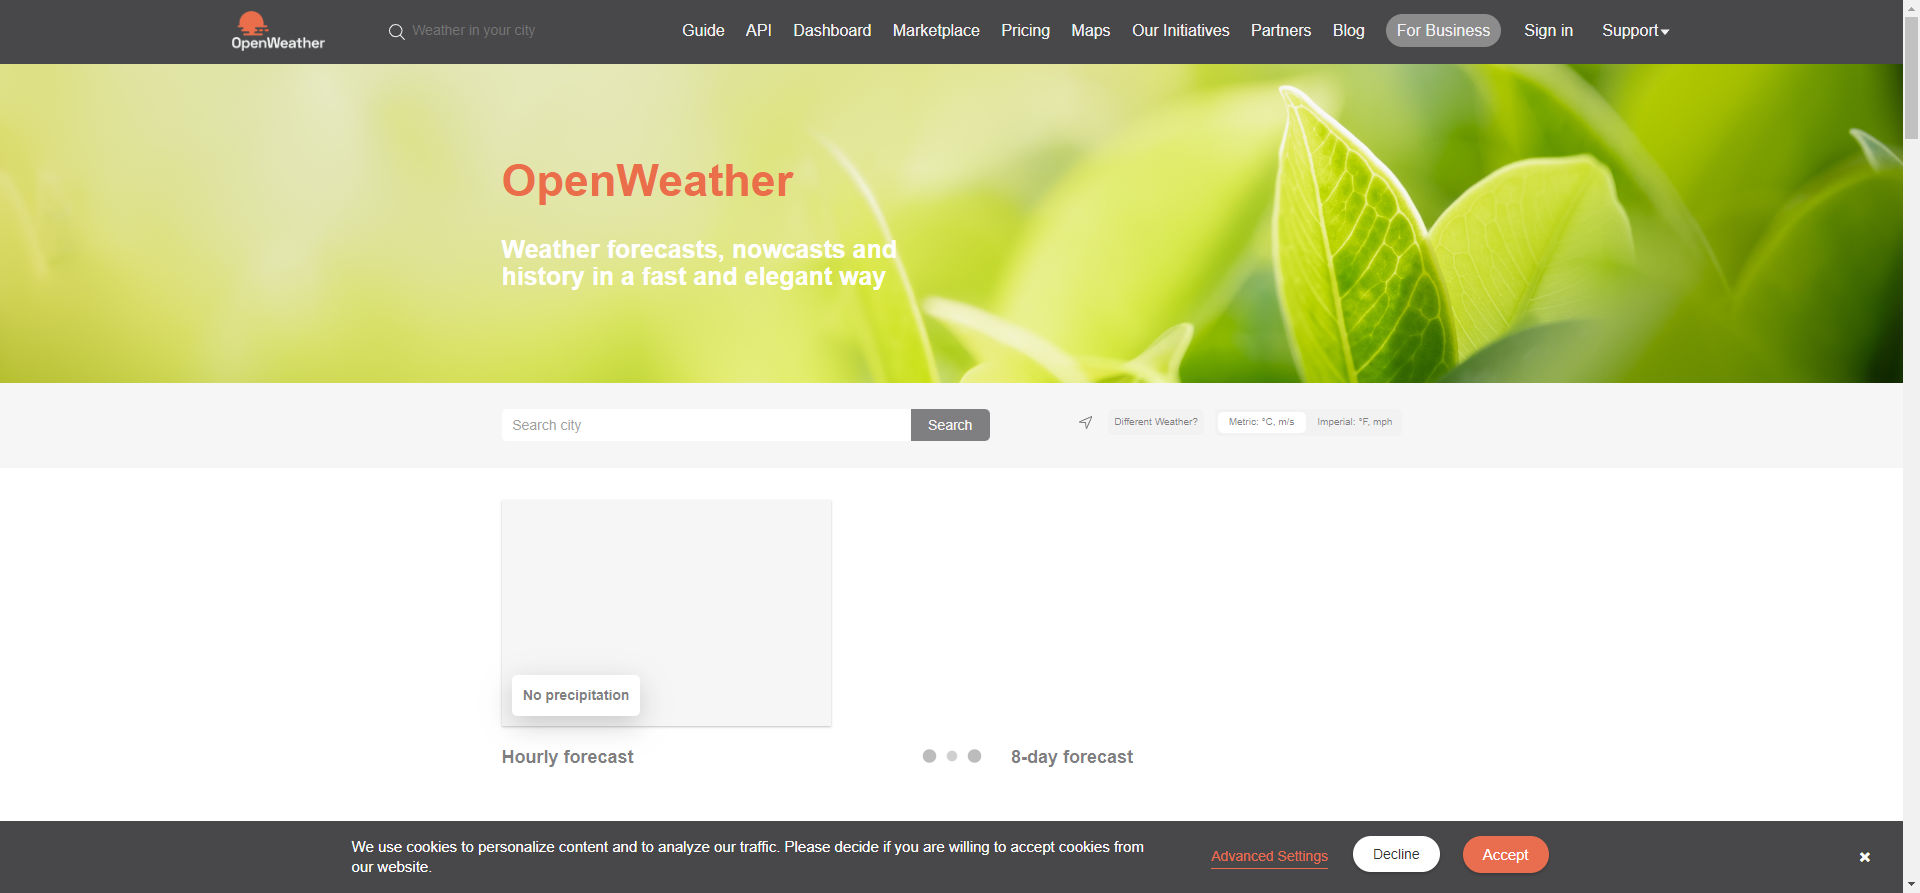 OpenWeather
Weather in your city
Guide
API
Dashboard
Marketplace
Pricing
Maps
Our Initiatives
Partners
Blog
For Business
Sign in
Support
OpenWeather
Weather forecasts, nowcasts and
history in a fast and elegant way
Search city
Search
Different Weather?
Metric: °C, m/s
Imperial: °F, mph
No precipitation
Hourly forecast
8-day forecast
We use cookies to personalize content and to analyze our traffic. Please decide if you are willing to accept cookies from
our website.
Advanced Settings
Decline
Accept